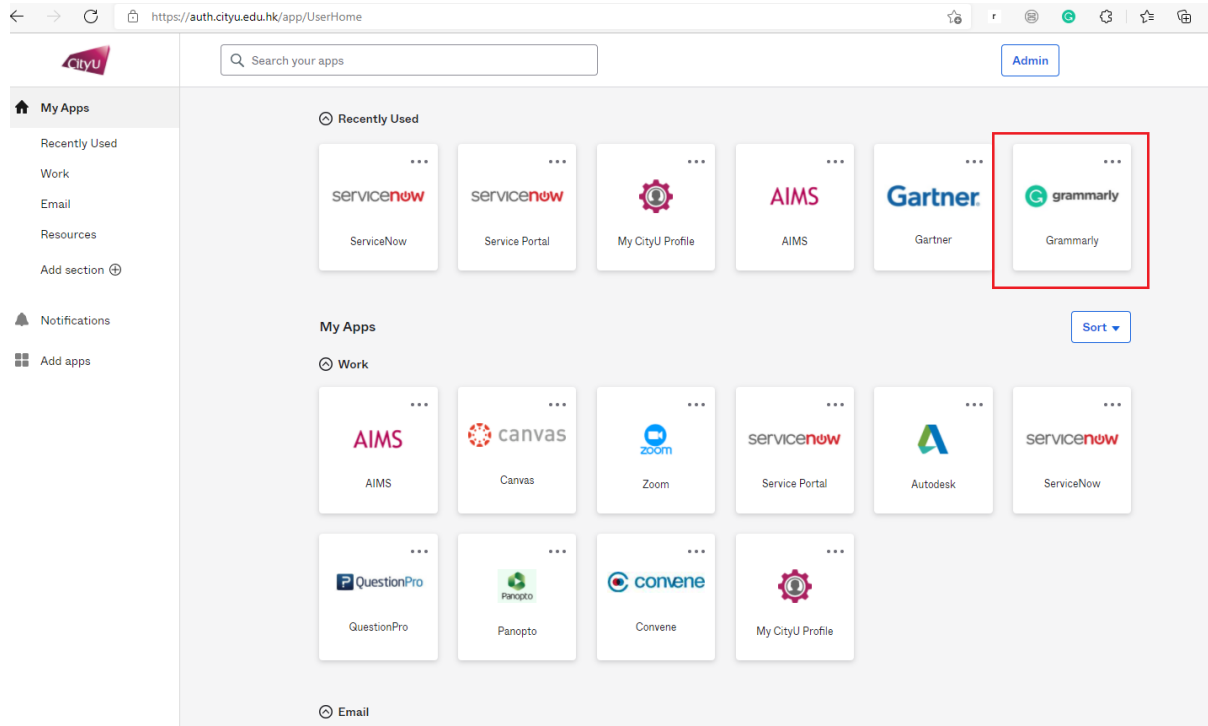 https://auth.cityu.edu.hk/app/UserHome
CityU
Search your apps
Admin
My Apps
Recently Used
Work
Email
Resources
Add section
Notifications
Add apps
Recently Used
servicenow servicenow AIMS Gartner grammarly
ServiceNow Service Portal My CityU Profile AIMS Gartner Grammarly
My Apps Sort
Work
AIMS canvas zoom servicenow servicenow
AIMS Canvas Zoom Service Portal Autodesk ServiceNow
QuestionPro Panopto convene
QuestionPro Panopto Convene My CityU Profile
Email